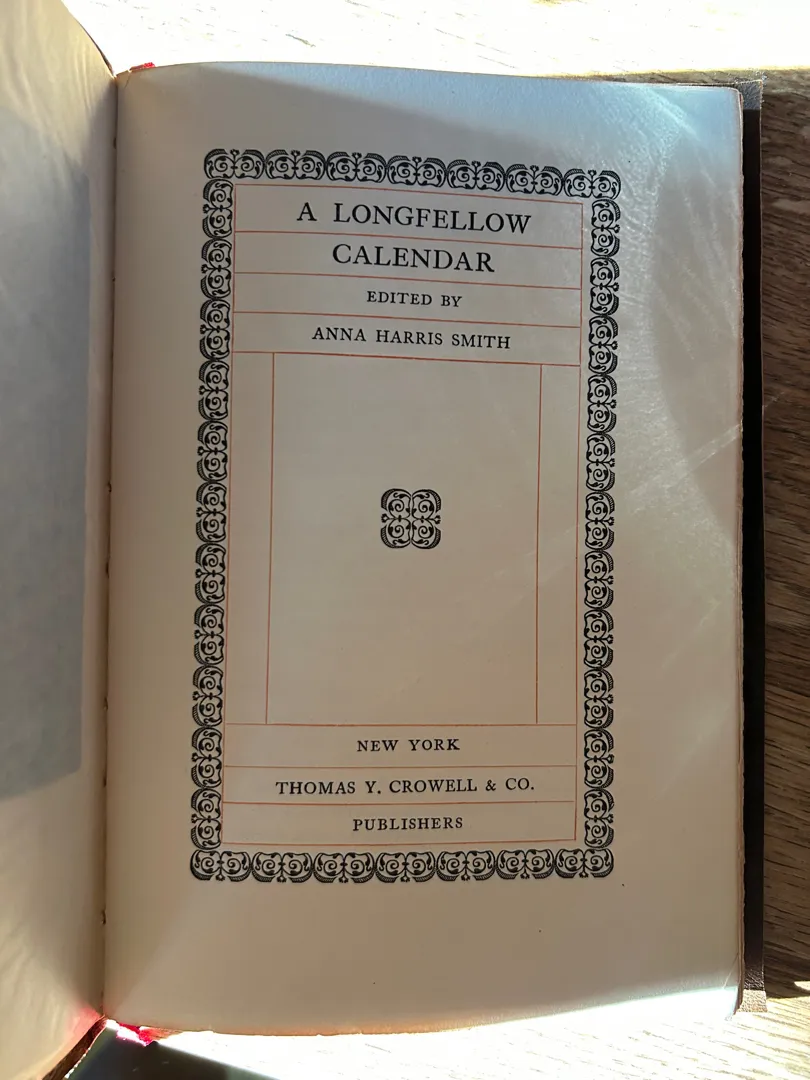 A LONGFELLOW
CALENDAR
EDITED BY
ANNA HARRIS SMITH
NEW YORK
THOMAS Y. CROWELL & CO.
PUBLISHERS